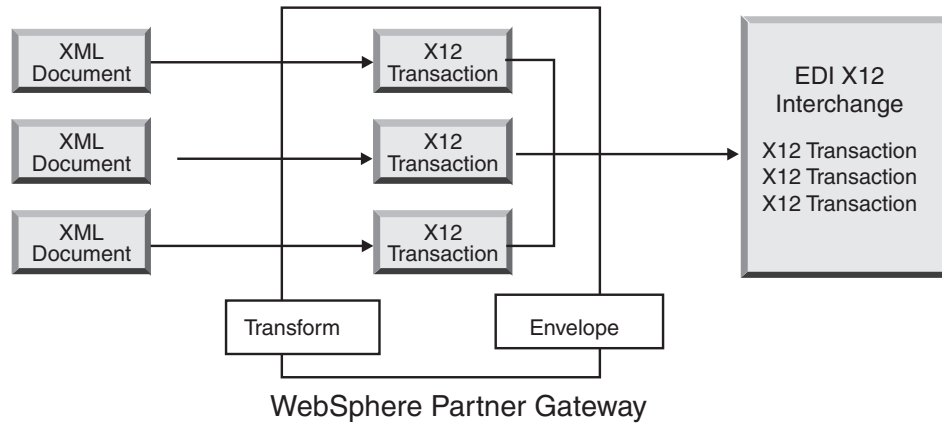 XML
Document
X12
Transaction
XML
Document
X12
Transaction
XML
Document
X12
Transaction
EDI X12
Interchange
X12 Transaction
X12 Transaction
X12 Transaction
Transform
Envelope
WebSphere Partner Gateway